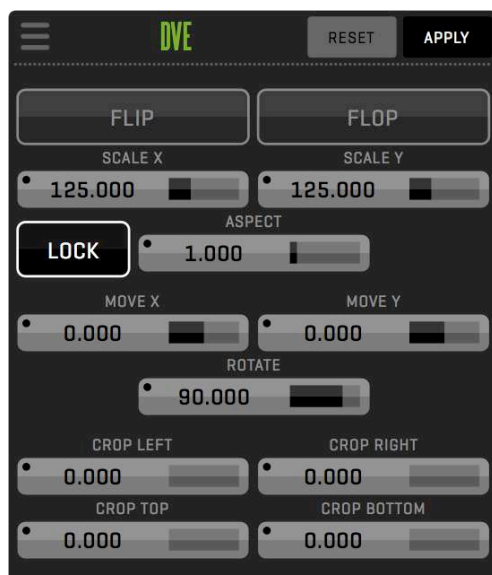 DVE RESET APPLY
FLIP FLOP
SCALE X SCALE Y
125.000 125.000
ASPECT
LOCK 1.000
MOVE X MOVE Y
0.000 0.000
ROTATE
90.000
CROP LEFT CROP RIGHT
0.000 0.000
CROP TOP CROP BOTTOM
0.000 0.000